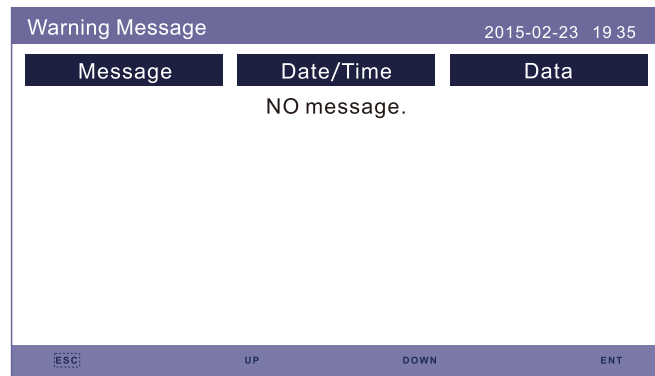 Warning Message 2015-02-23 19 35
Message Date/Time Data
NO message.
ESC UP DOWN ENT